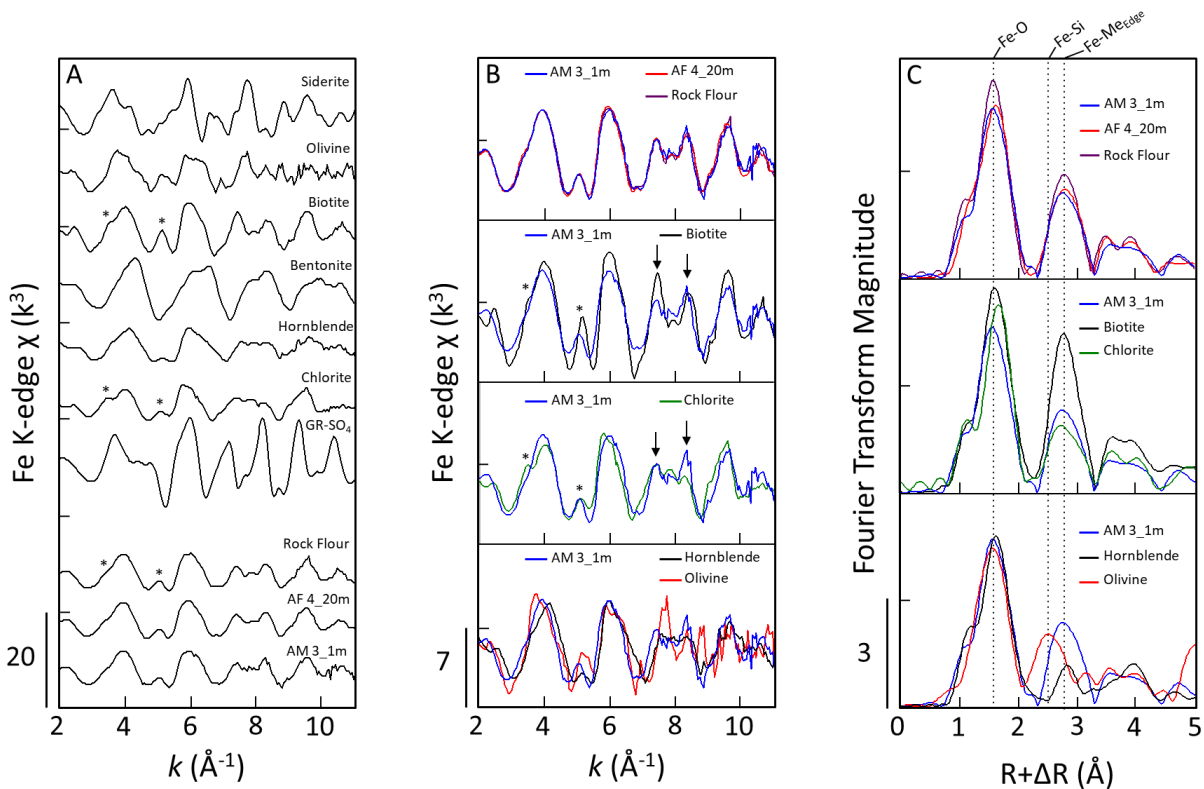 A
Siderite
Olivine
* Biotite *
Bentonite
Hornblende
Chlorite
* *
GR-SO₄
Rock Flour
* *
AF 4_20m
AM 3_1m
20
Fe K-edge χ (k³)
2 4 6 8 10
k (Å⁻¹)
B
AM 3_1m AF 4_20m
Rock Flour
4 6 8 10
AM 3_1m Biotite
* *
AM 3_1m Chlorite
* *
AM 3_1m Hornblende
Olivine
7
Fe K-edge χ (k³)
2 4 6 8 10
k (Å⁻¹)
Fe-O Fe-Si Fe-MeEdge
C
AM 3_1m
AF 4_20m
Rock Flour
AM 3_1m
Biotite
Chlorite
AM 3_1m
Hornblende
Olivine
3
Fourier Transform Magnitude
0 1 2 3 4 5
R+ΔR (Å)